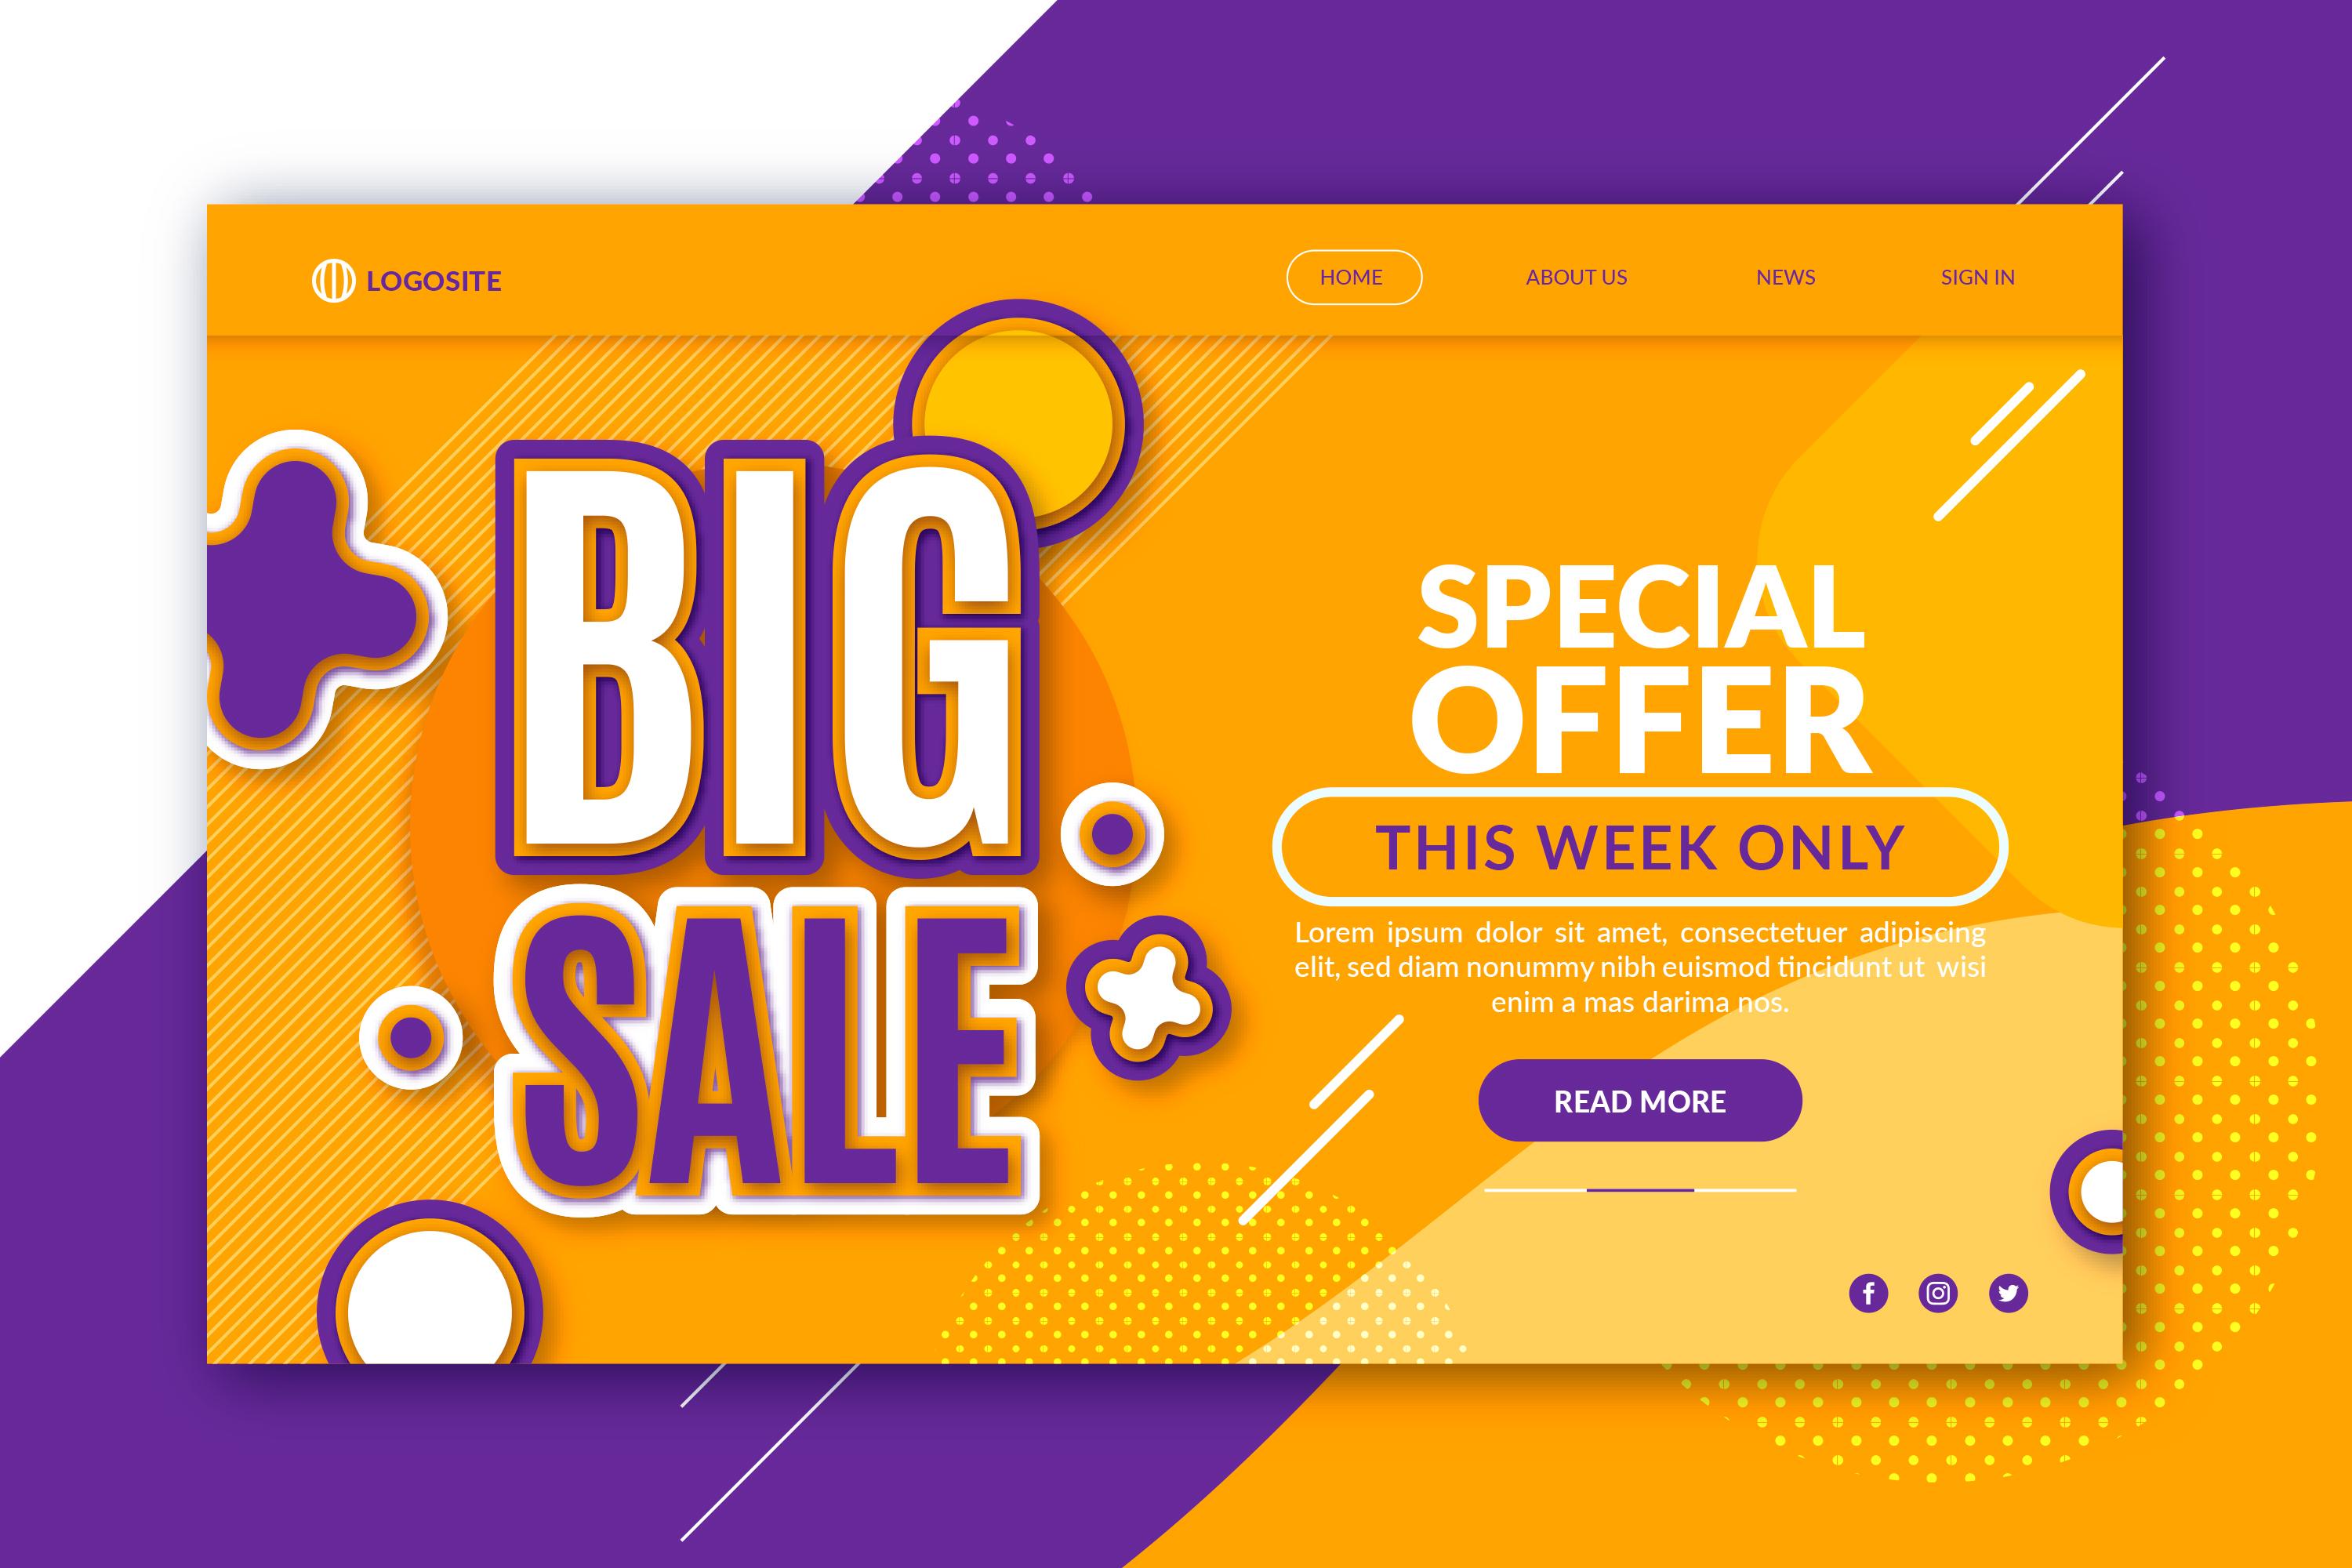 LOGOSITE
HOME
ABOUT US
NEWS
SIGN IN
BIG
SALE
SPECIAL
OFFER
THIS WEEK ONLY
Lorem ipsum dolor sit amet, consectetuer adipiscing
elit, sed diam nonummy nibh euismod tincidunt ut wisi
enim a mas darima nos.
READ MORE